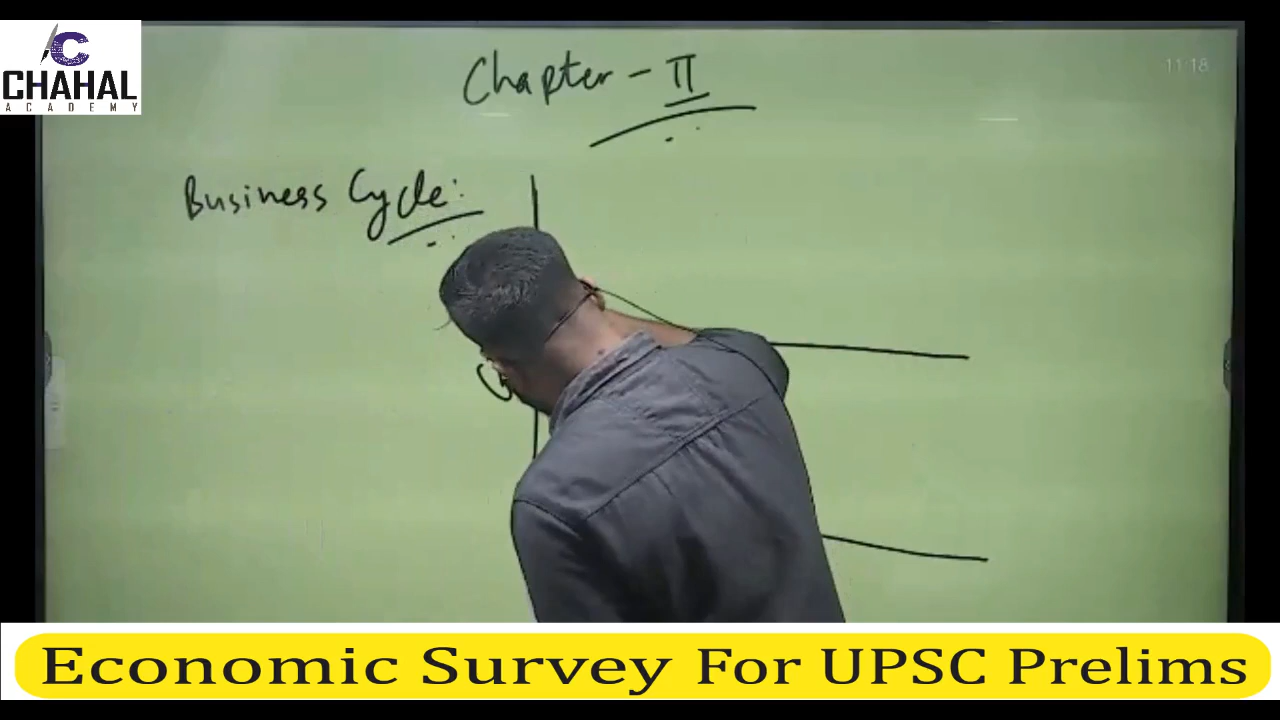 C
CHAHAL
ACADEMY
Chapter - II
11:18
Business Cycle:
Economic Survey For UPSC Prelims